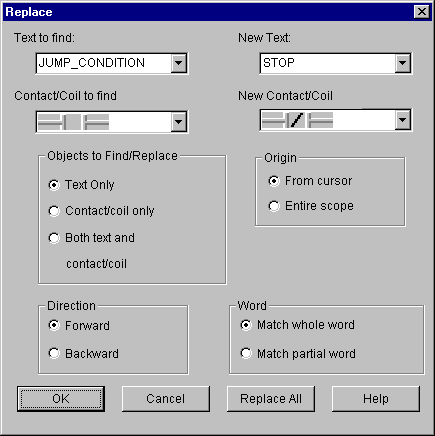 Replace
Text to find:
New Text:
JUMP_CONDITION
STOP
Contact/Coil to find
New Contact/Coil
Objects to Find/Replace
Text Only
Contact/coil only
Both text and
contact/coil
Origin
From cursor
Entire scope
Direction
Forward
Backward
Word
Match whole word
Match partial word
OK
Cancel
Replace All
Help